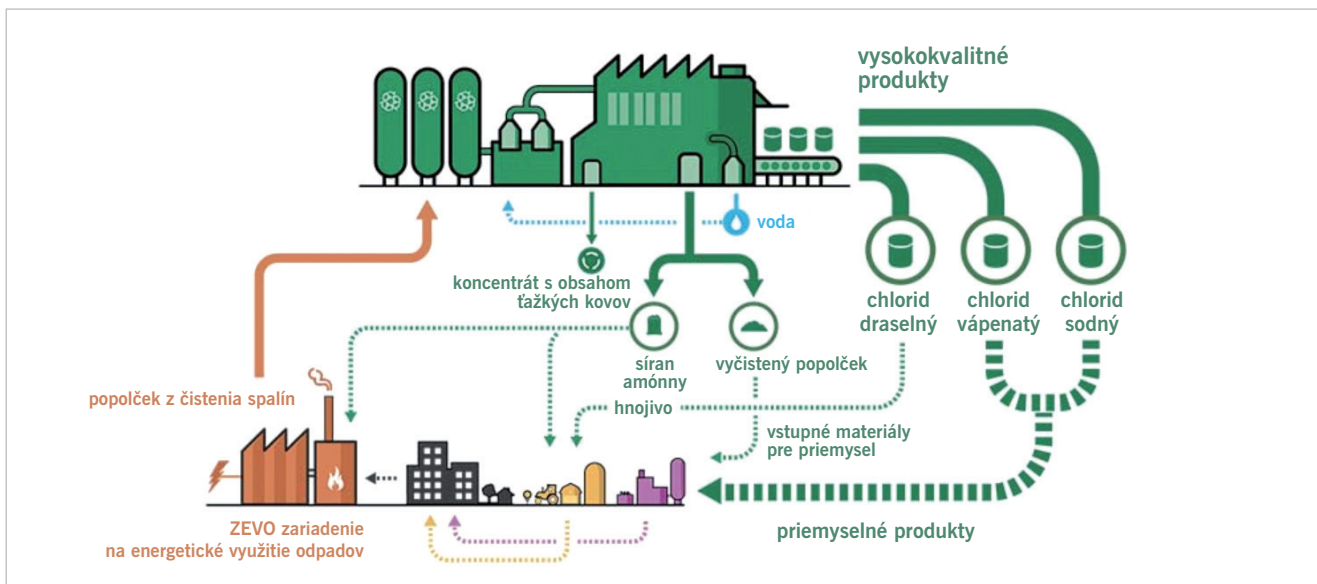 vysokokvalitné
produkty
voda
koncentrát s obsahom
ťažkých kovov
chlorid
draselný
chlorid
vápenatý
chlorid
sodný
síran
amónny
vyčistený popolček
popolček z čistenia spalín
hnojivo
vstupné materiály
pre priemysel
priemyselné produkty
ZEVO zariadenie
na energetické využitie odpadov